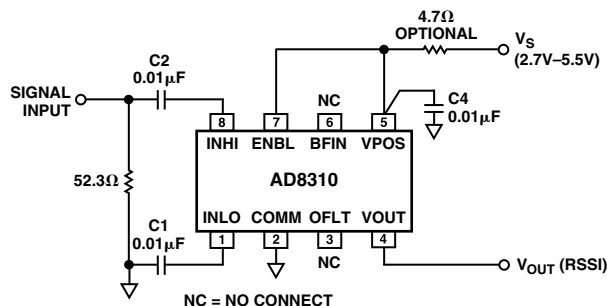 4.7Ω
OPTIONAL
VS
(2.7V–5.5V)
C2
0.01μF
SIGNAL
INPUT
NC
C4
0.01μF
8 7 6 5
INHI ENBL BFIN VPOS
AD8310
52.3Ω
C1
0.01μF
INLO COMM OFLT VOUT
1 2 3 4
NC
VOUT (RSSI)
NC = NO CONNECT